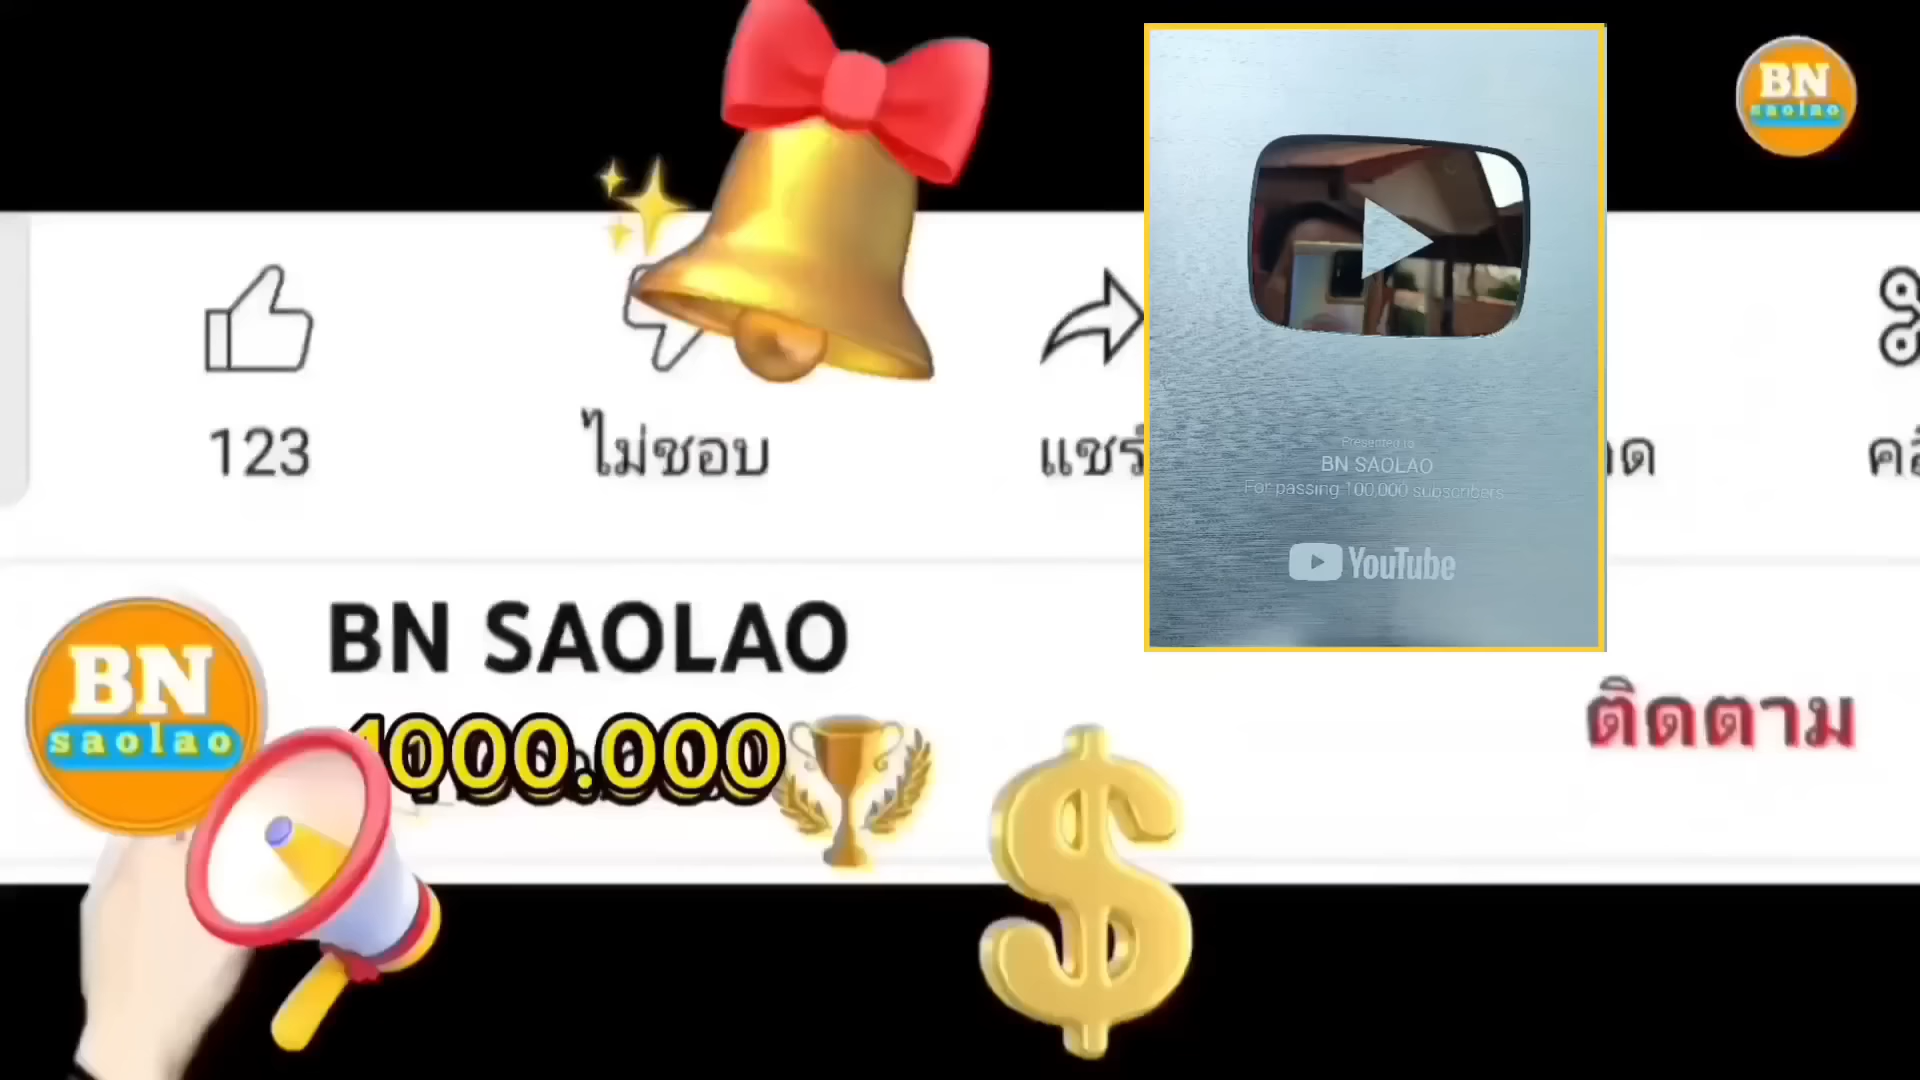 BN
saolao
123
ไม่ชอบ
Presented to
BN SAOLAO
For passing 100,000 subscribers
YouTube
BN SAOLAO
BN
saolao
1000.000
ติดตาม